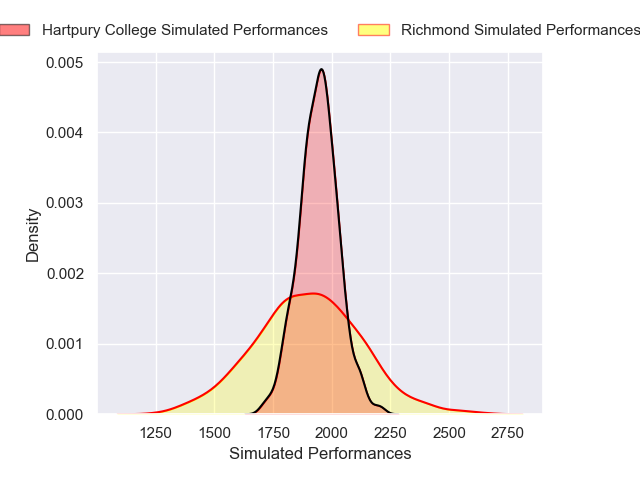 Hartpury College Simulated Performances
Richmond Simulated Performances
0.005
0.004
0.003
0.002
0.001
0.000
Density
1250 1500 1750 2000 2250 2500 2750
Simulated Performances